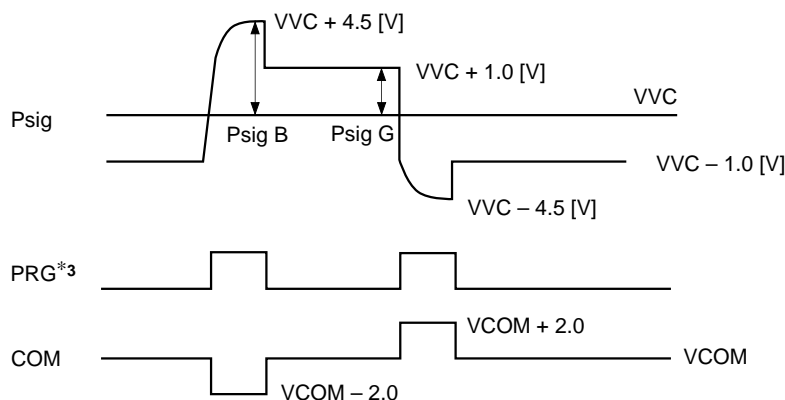 VVC + 4.5 [V]
VVC + 1.0 [V]
VVC
Psig
Psig B
Psig G
VVC – 1.0 [V]
VVC – 4.5 [V]
PRG*3
VCOM + 2.0
COM
VCOM
VCOM – 2.0